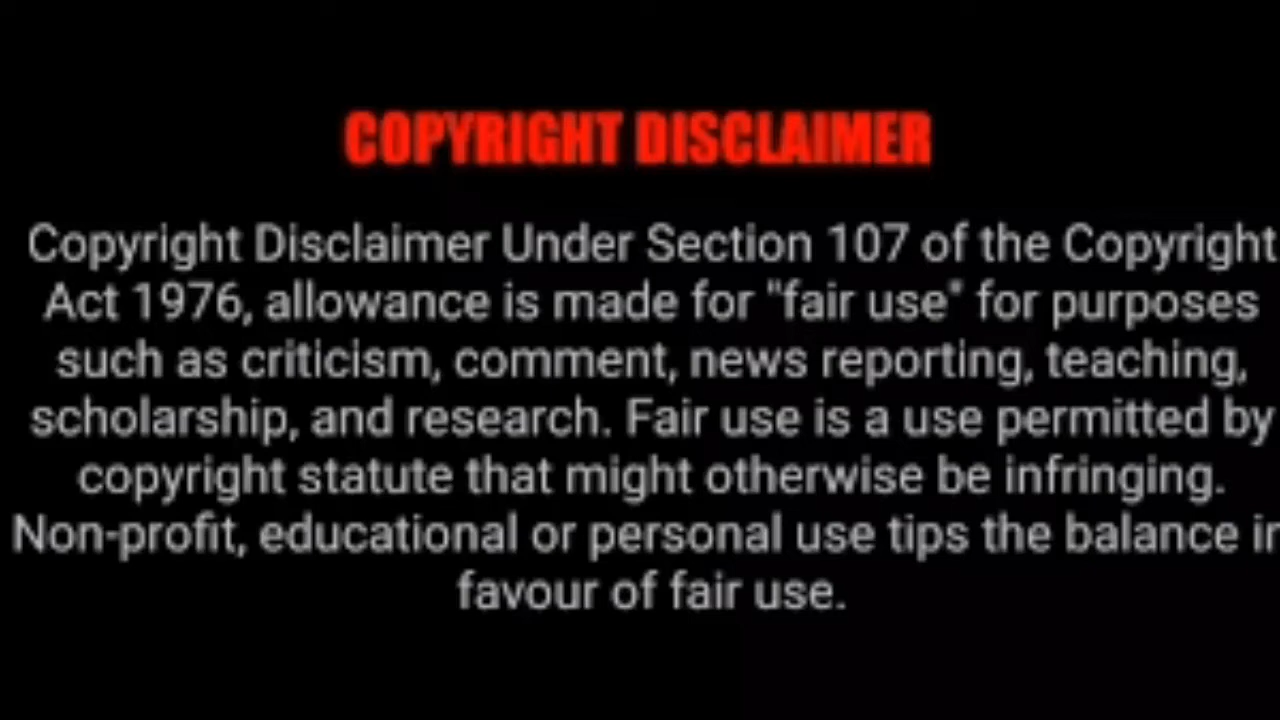 COPYRIGHT DISCLAIMER
Copyright Disclaimer Under Section 107 of the Copyright
Act 1976, allowance is made for "fair use" for purposes
such as criticism, comment, news reporting, teaching,
scholarship, and research. Fair use is a use permitted by
copyright statute that might otherwise be infringing.
Non-profit, educational or personal use tips the balance in
favour of fair use.